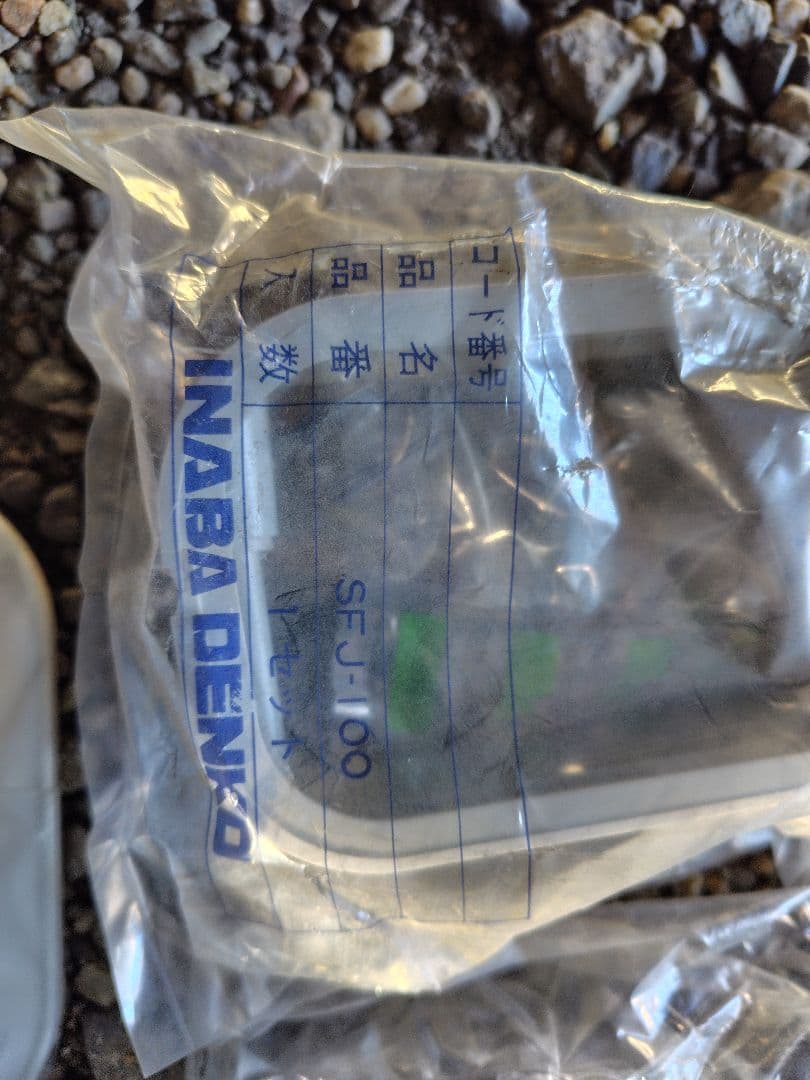 コード番号
品名
品番 SFJ-100
入数 1セット
INABA DENKO